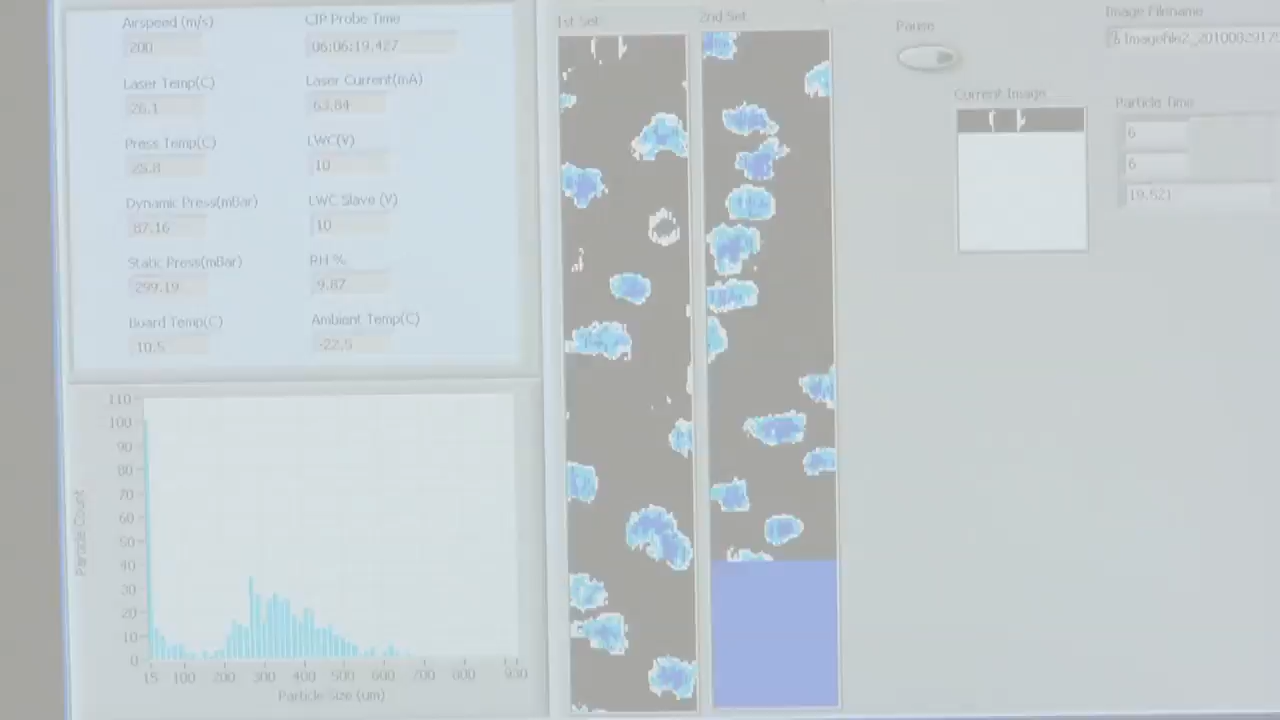 Airspeed (m/s)
200
CIP Probe Time
06:06:19.427
Laser Temp(C)
26.1
Laser Current(mA)
63.84
Press Temp(C)
25.8
LWC(V)
10
Dynamic Press(mBar)
87.16
LWC Slave (V)
10
Static Press(mBar)
299.19
RH %
9.87
Board Temp(C)
10.5
Ambient Temp(C)
-22.5
Particle Count
110
100
90
80
70
60
50
40
30
20
10
0
15 100 200 300 400 500 600 700 800 930
Particle Size (um)
1st Set
2nd Set
Pause
Image Filename
Current Image
Particle Time
6
6
19.521